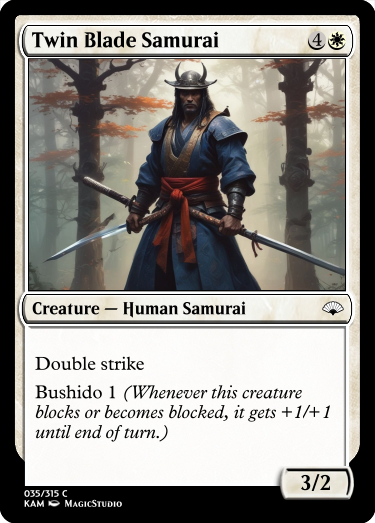 Twin Blade Samurai 4
Creature — Human Samurai
Double strike
Bushido 1 (Whenever this creature
blocks or becomes blocked, it gets +1/+1
until end of turn.)
3/2
035/315 C
KAM MagicStudio